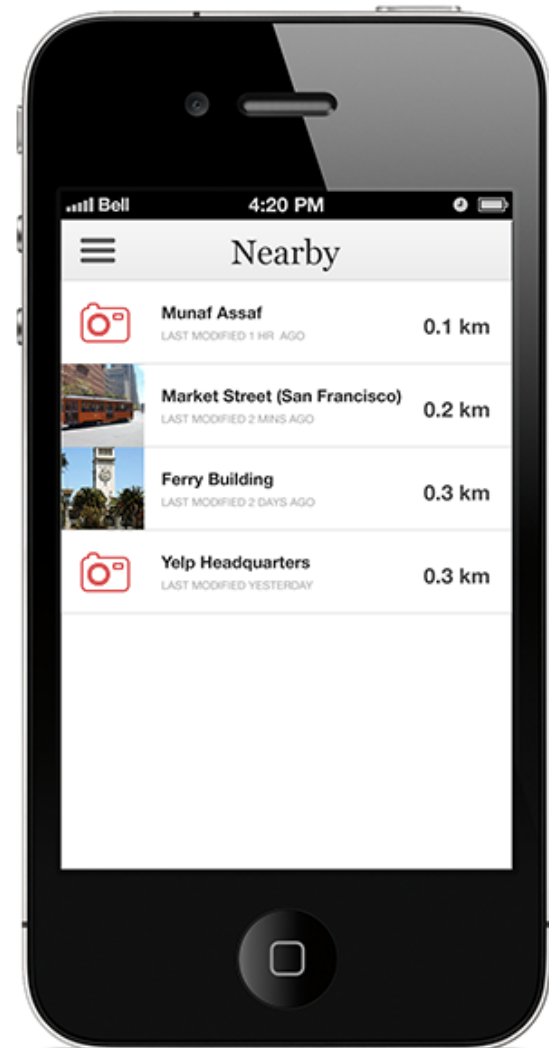 Bell
4:20 PM
Nearby
Munaf Assaf
LAST MODIFIED 1 HR AGO
0.1 km
Market Street (San Francisco)
LAST MODIFIED 2 MINS AGO
0.2 km
Ferry Building
LAST MODIFIED 2 DAYS AGO
0.3 km
Yelp Headquarters
LAST MODIFIED YESTERDAY
0.3 km